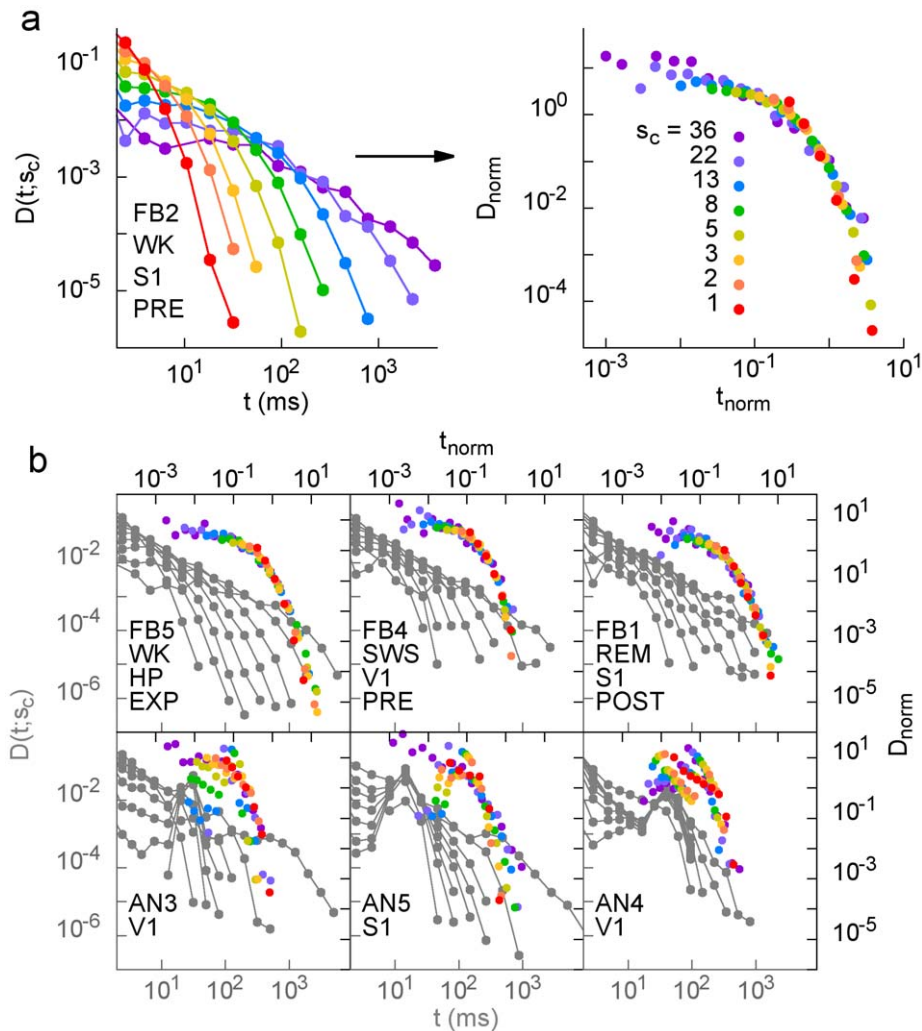 a
10^-1
10^-3
10^-5
D(t;s_c)
FB2
WK
S1
PRE
10^1
10^2
10^3
t (ms)
10^0
10^-2
10^-4
D_norm
s_c = 36
22
13
8
5
3
2
1
10^-3
10^-1
10^1
t_norm
b
t_norm
10^-3
10^-1
10^1
10^-3
10^-1
10^1
10^-3
10^-1
10^1
10^-2
10^-4
10^-6
FB5
WK
HP
EXP
FB4
SWS
V1
PRE
FB1
REM
S1
POST
10^1
10^1
10^-3
10^-5
D(t;s_c)
D_norm
10^-2
10^-4
10^-6
AN3
V1
AN5
S1
AN4
V1
10^1
10^-1
10^-3
10^-5
10^1
10^2
10^3
10^1
10^2
10^3
10^1
10^2
10^3
t (ms)